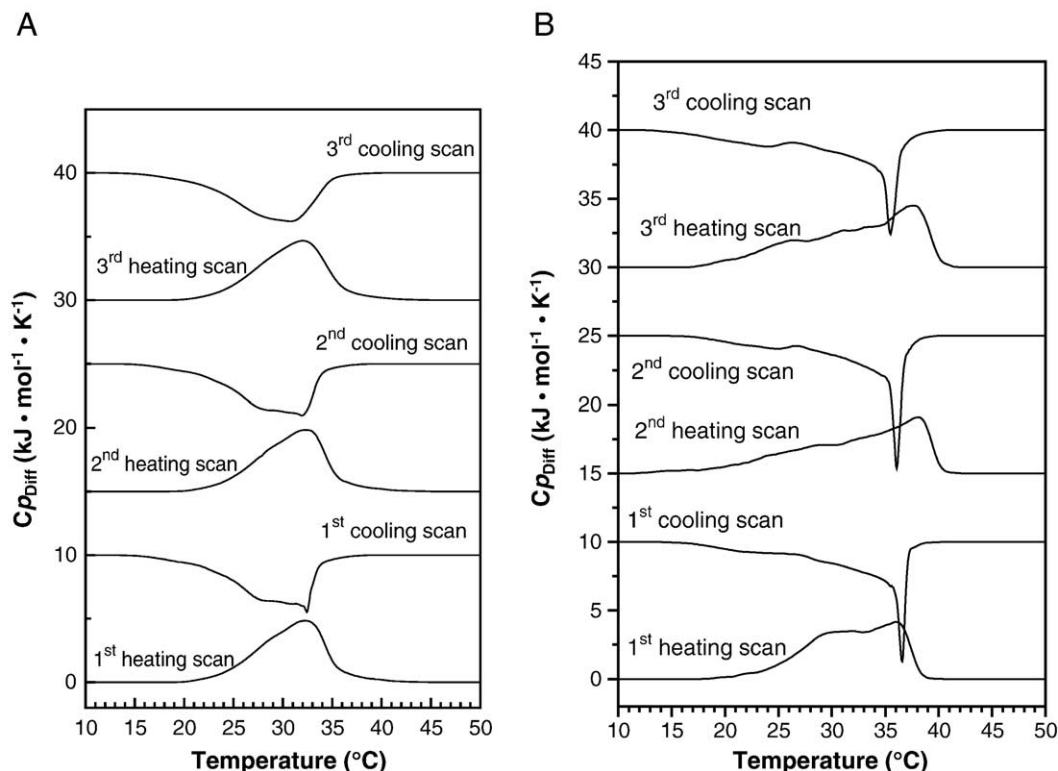 A
3rd cooling scan
3rd heating scan
2nd cooling scan
2nd heating scan
1st cooling scan
1st heating scan
CpDiff (kJ • mol-1 • K-1)
40
30
20
10
0
10 15 20 25 30 35 40 45 50
Temperature (°C)
B
3rd cooling scan
3rd heating scan
2nd cooling scan
2nd heating scan
1st cooling scan
1st heating scan
CpDiff (kJ • mol-1 • K-1)
45
40
35
30
25
20
15
10
5
0
10 15 20 25 30 35 40 45 50
Temperature (°C)